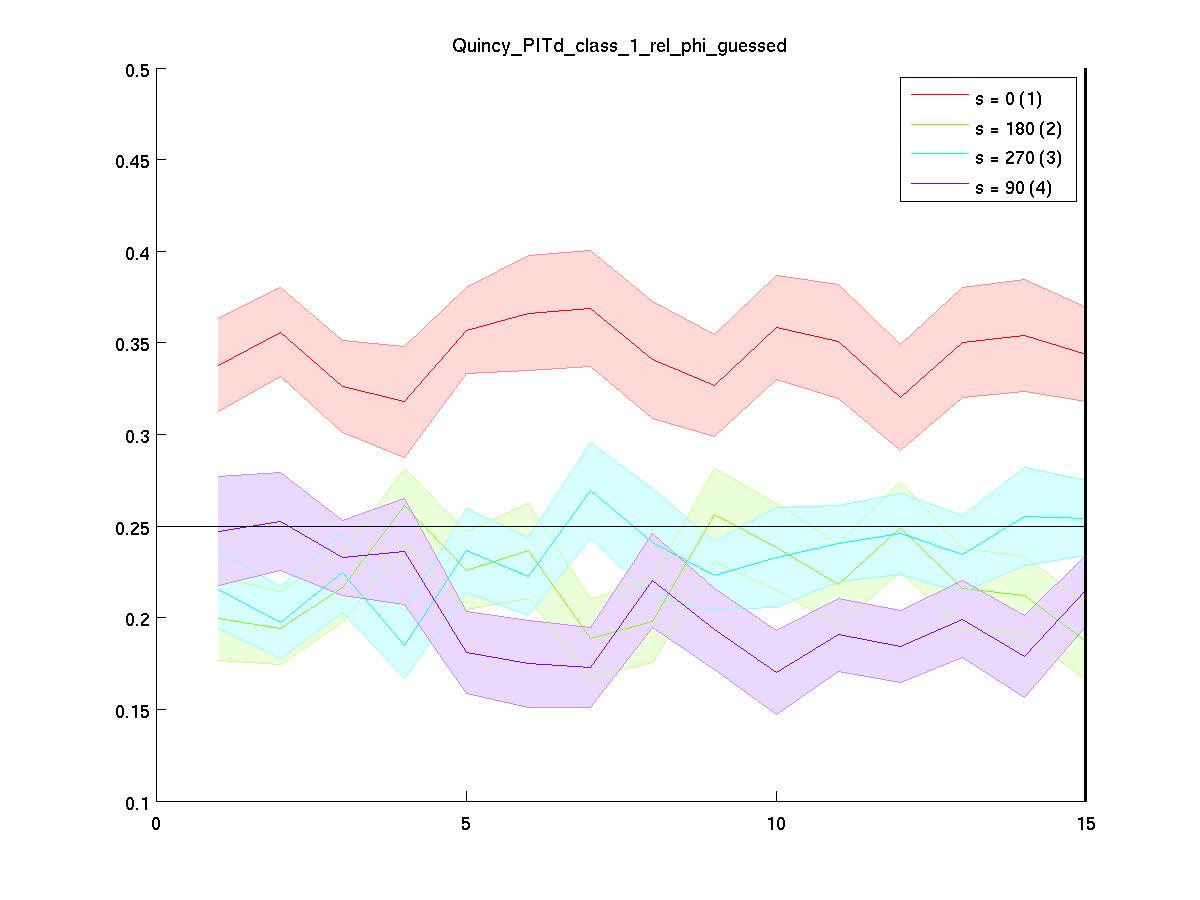 Quincy_PITd_class_1_rel_phi_guessed
0.5
0.45
0.4
0.35
0.3
0.25
0.2
0.15
0.1
0
5
10
15
s = 0 (1)
s = 180 (2)
s = 270 (3)
s = 90 (4)